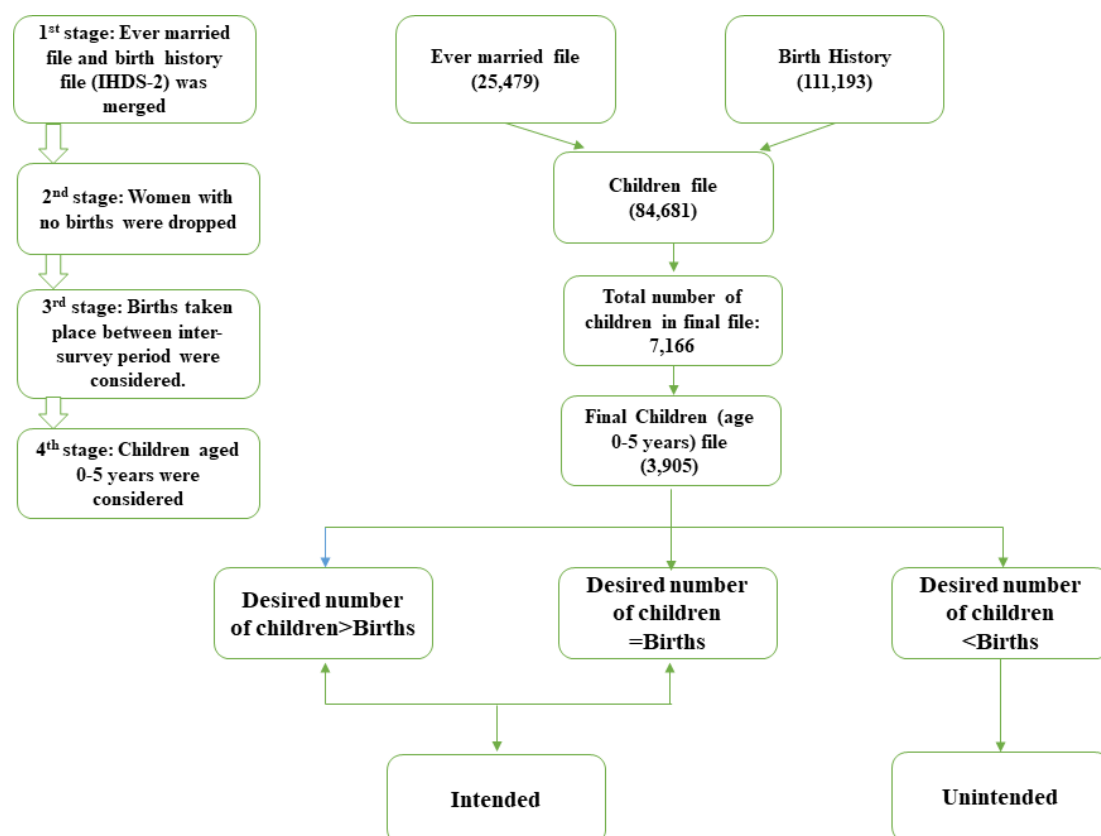 1st stage: Ever married
file and birth history
file (IHDS-2) was
merged
2nd stage: Women with
no births were dropped
3rd stage: Births taken
place between inter-
survey period were
considered.
4th stage: Children aged
0-5 years were
considered
Ever married file
(25,479)
Birth History
(111,193)
Children file
(84,681)
Total number of
children in final file:
7,166
Final Children (age
0-5 years) file
(3,905)
Desired number
of children>Births
Desired number
of children
=Births
Desired number
of children
<Births
Intended
Unintended